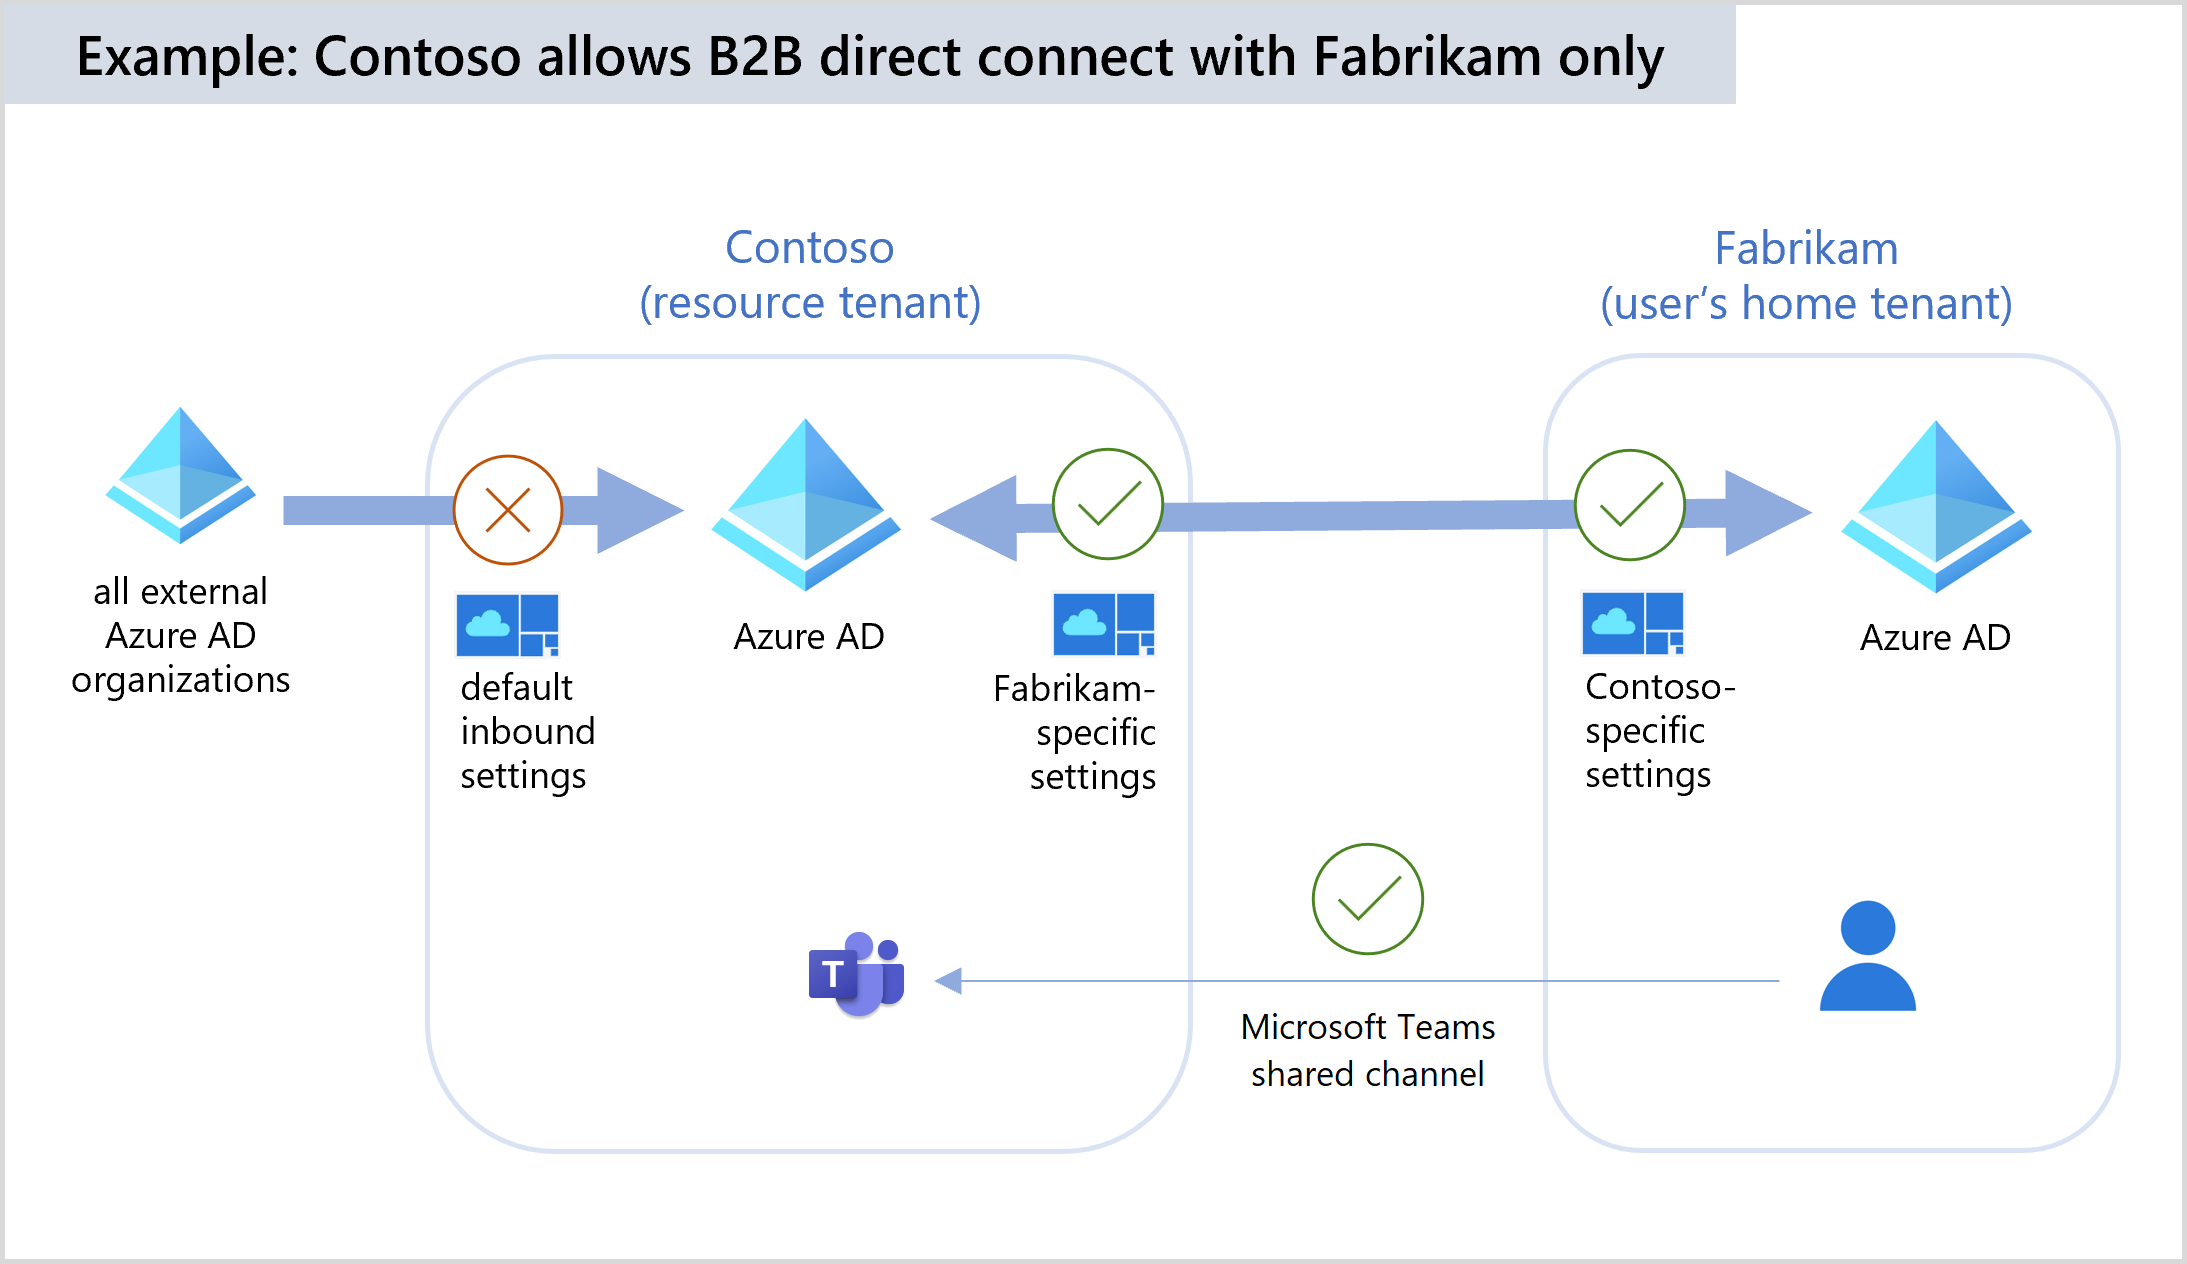 Example: Contoso allows B2B direct connect with Fabrikam only
Contoso
(resource tenant)
Fabrikam
(user’s home tenant)
all external
Azure AD
organizations
default
inbound
settings
Azure AD
Fabrikam-
specific
settings
Contoso-
specific
settings
Azure AD
T
Microsoft Teams
shared channel